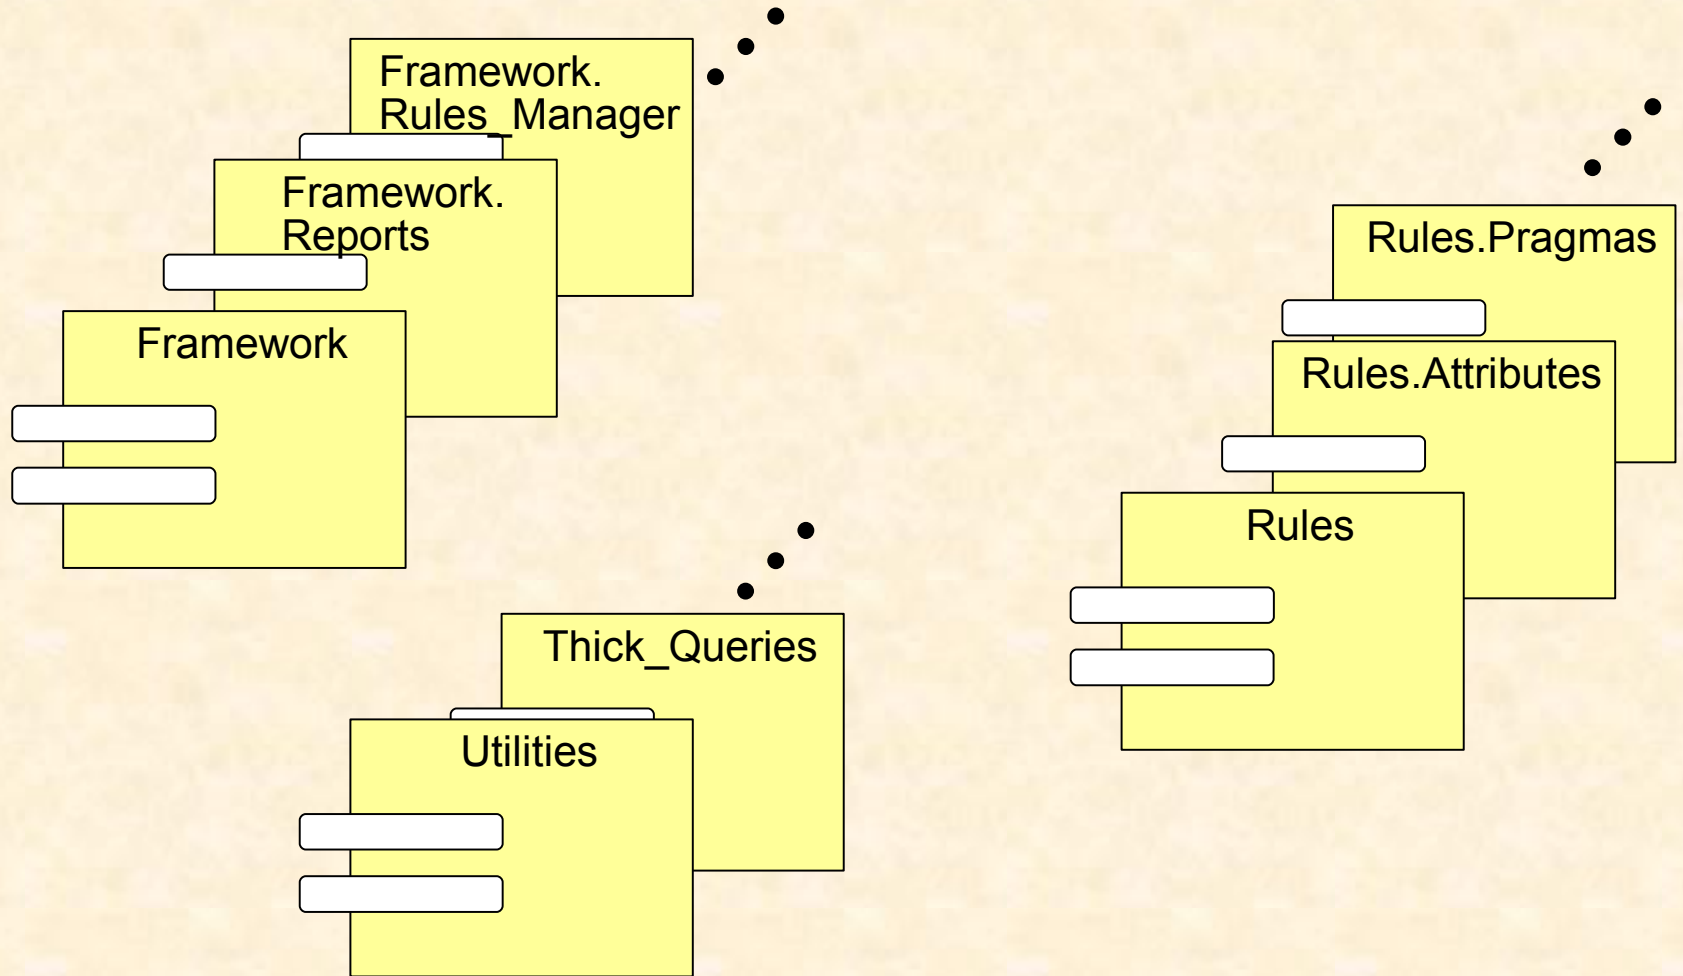 Framework.
Rules_Manager
Framework.
Reports
Framework
Rules.Pragmas
Rules.Attributes
Rules
Thick_Queries
Utilities